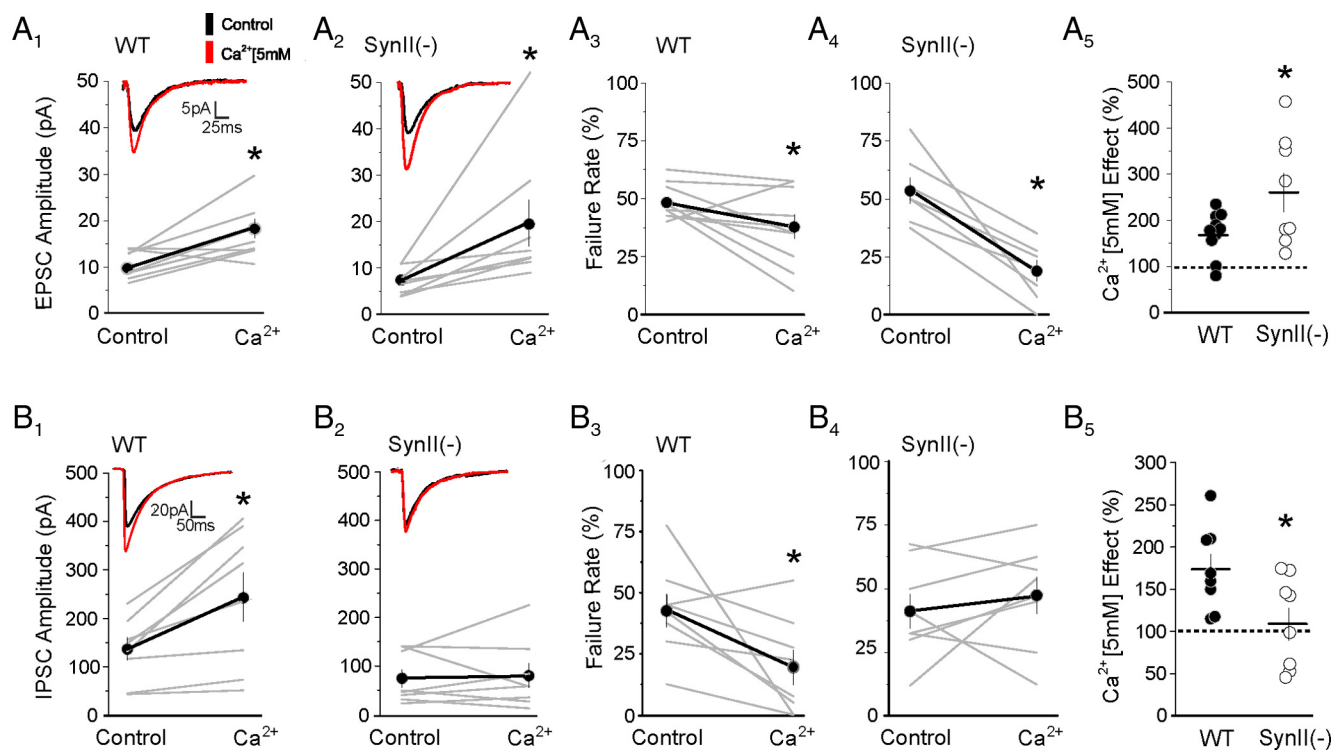 A1 WT
Control
Ca2+[5mM
A2 SynII(-)
A3 WT
A4 SynII(-)
A5
EPSC Amplitude (pA)
50
40
30
20
10
0
5pA
25ms
*
Control Ca2+
50
40
30
20
10
0
*
Control Ca2+
Failure Rate (%)
100
75
50
25
0
*
Control Ca2+
100
75
50
25
0
*
Control Ca2+
Ca2+[5mM] Effect (%)
500
400
300
200
100
0
*
WT SynII(-)
B1 WT
B2 SynII(-)
B3 WT
B4 SynII(-)
B5
IPSC Amplitude (pA)
500
400
300
200
100
0
20pA
50ms
*
Control Ca2+
500
400
300
200
100
0
Control Ca2+
Failure Rate (%)
100
75
50
25
0
*
Control Ca2+
100
75
50
25
0
Control Ca2+
Ca2+[5mM] Effect (%)
300
250
200
150
100
50
0
*
WT SynII(-)